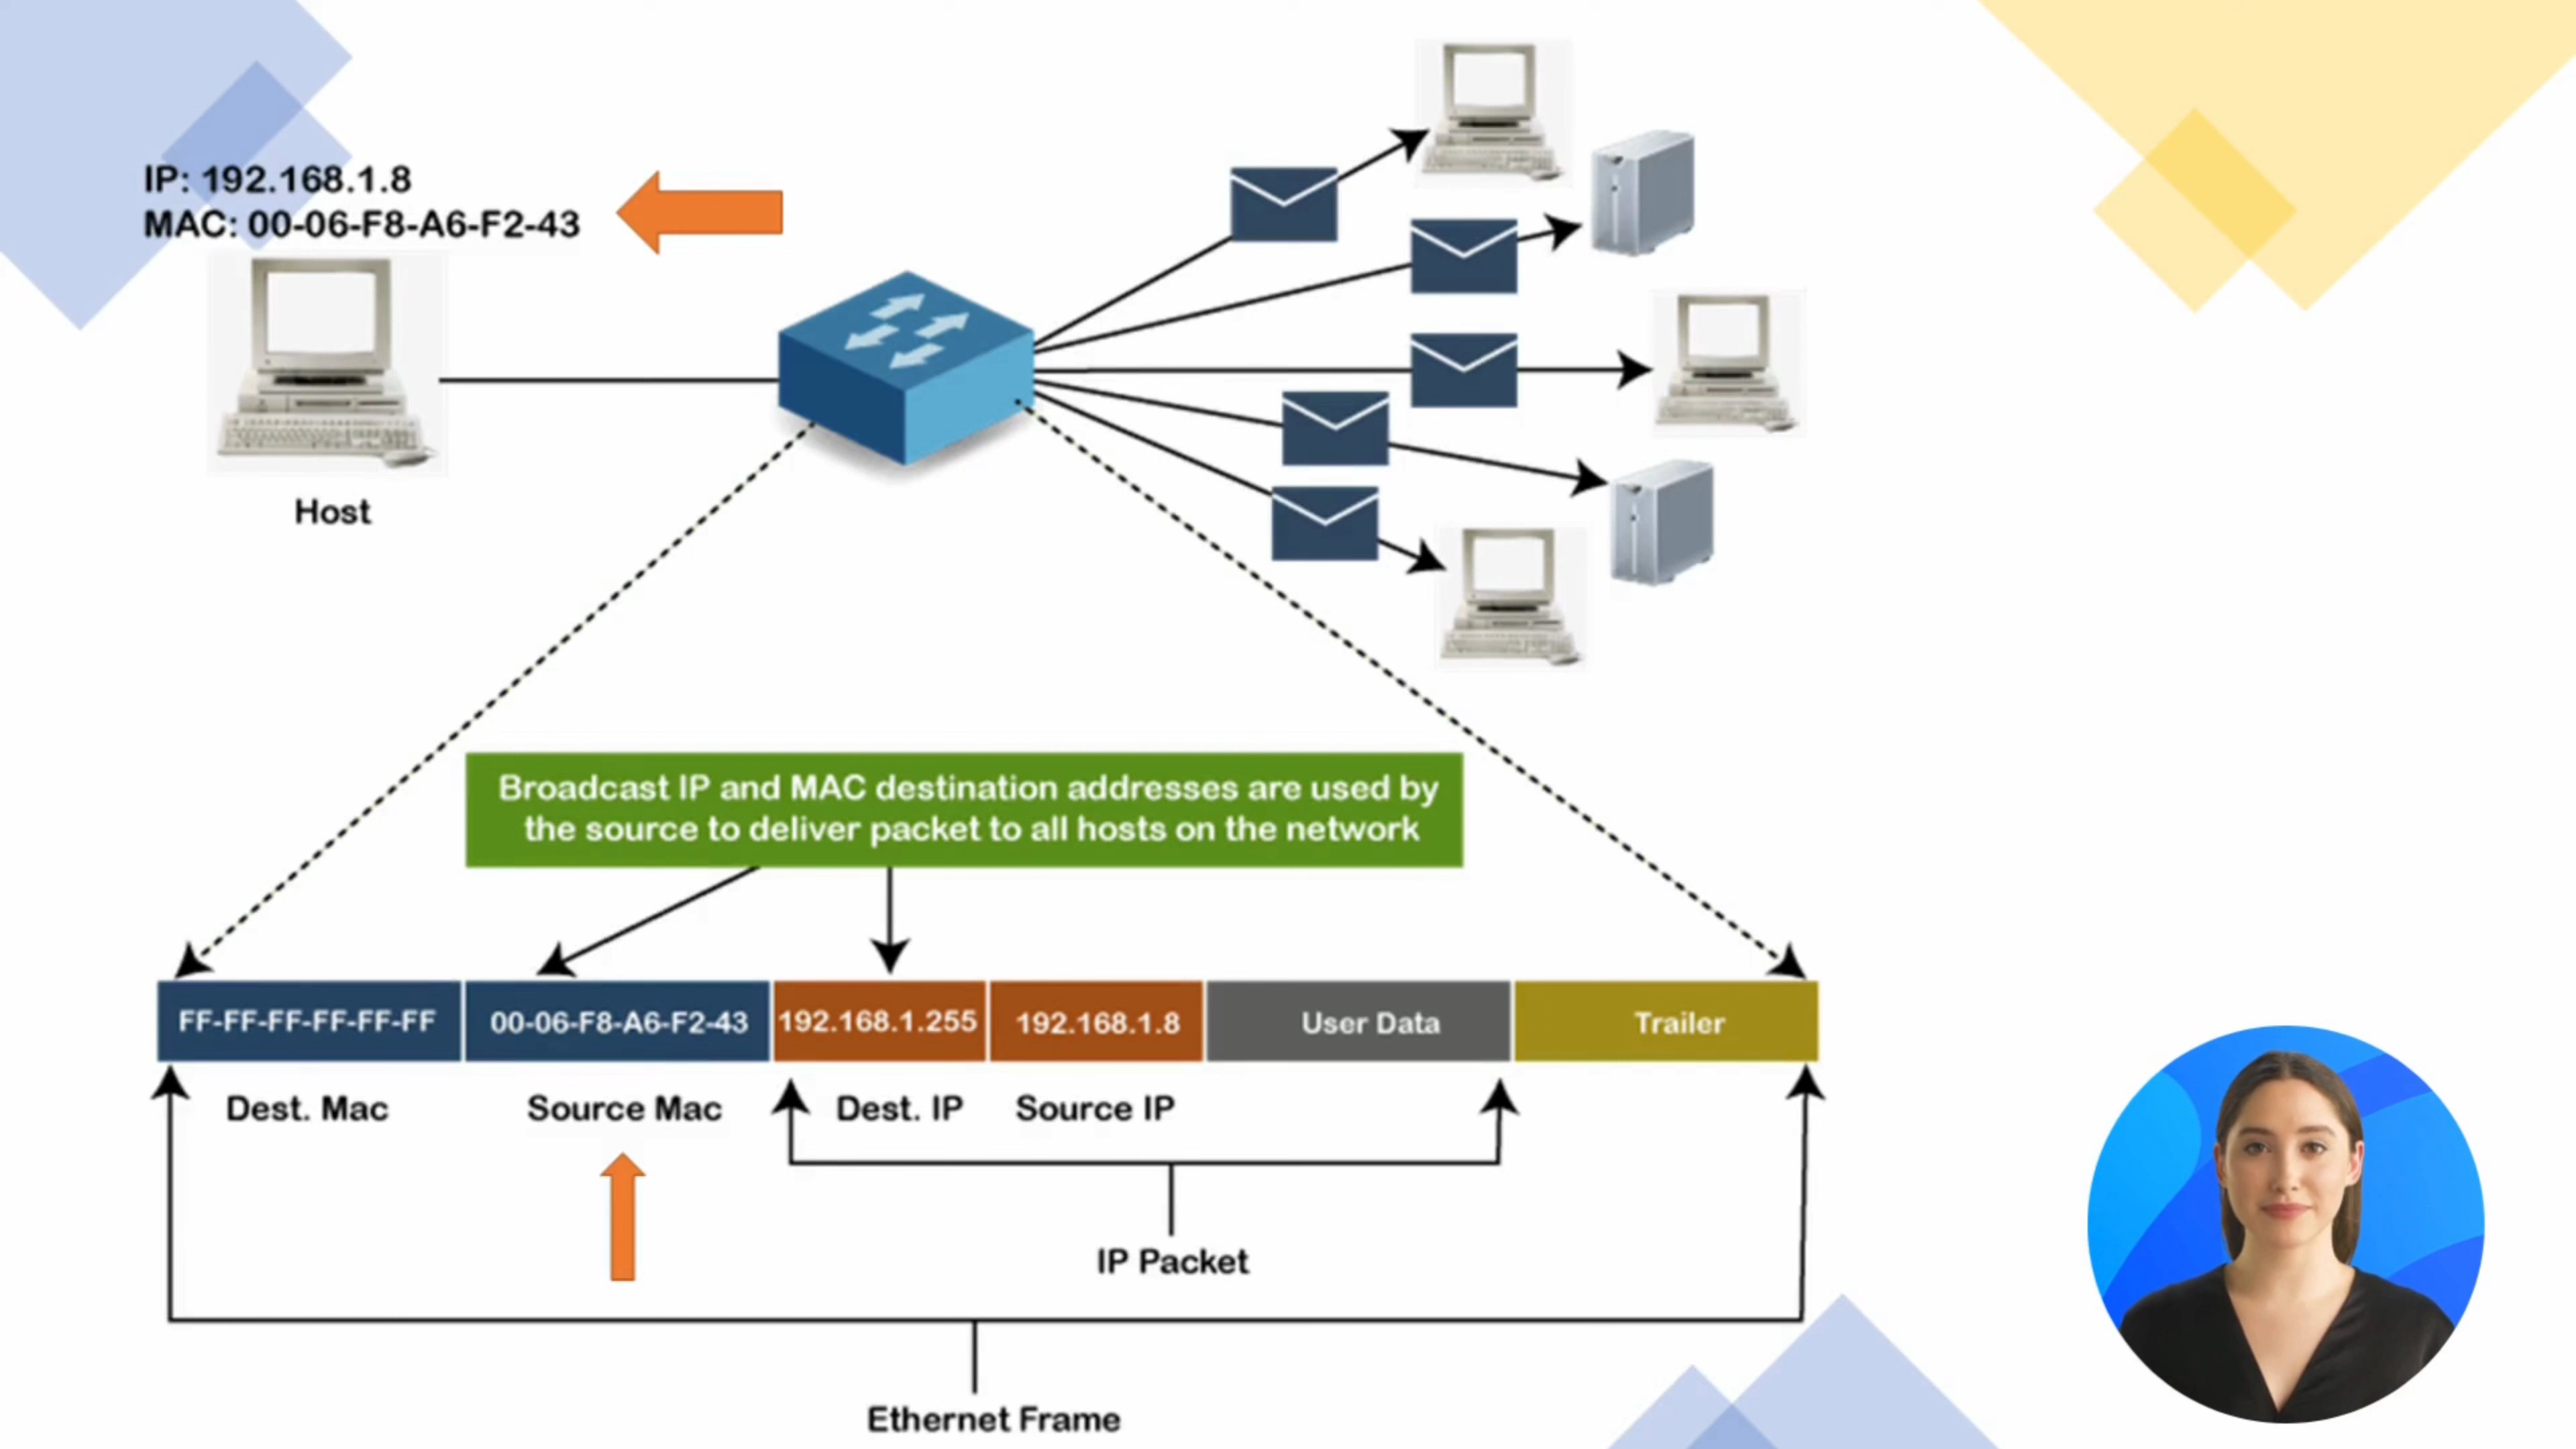 IP: 192.168.1.8
MAC: 00-06-F8-A6-F2-43
Host
Broadcast IP and MAC destination addresses are used by
the source to deliver packet to all hosts on the network
FF-FF-FF-FF-FF-FF
00-06-F8-A6-F2-43
192.168.1.255
192.168.1.8
User Data
Trailer
Dest. Mac
Source Mac
Dest. IP
Source IP
IP Packet
Ethernet Frame